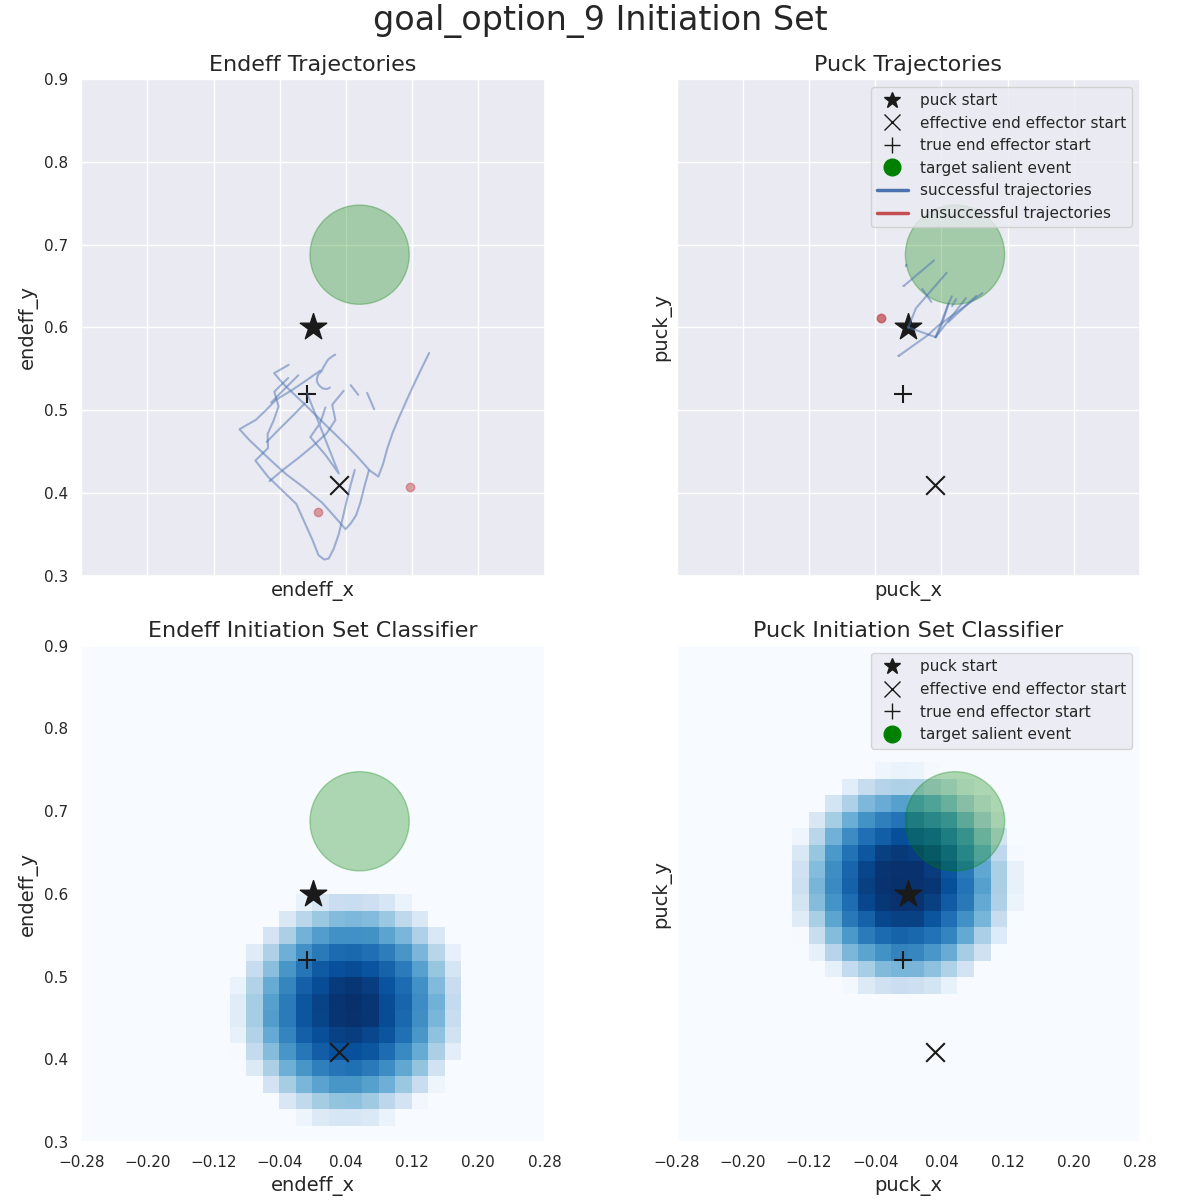 goal_option_9 Initiation Set
Endeff Trajectories
0.9
0.8
0.7
0.6
0.5
0.4
0.3
endeff_y
endeff_x
Puck Trajectories
puck start
effective end effector start
true end effector start
target salient event
successful trajectories
unsuccessful trajectories
puck_y
puck_x
Endeff Initiation Set Classifier
0.9
0.8
0.7
0.6
0.5
0.4
0.3
endeff_y
−0.28 −0.20 −0.12 −0.04 0.04 0.12 0.20 0.28
endeff_x
Puck Initiation Set Classifier
puck start
effective end effector start
true end effector start
target salient event
puck_y
−0.28 −0.20 −0.12 −0.04 0.04 0.12 0.20 0.28
puck_x